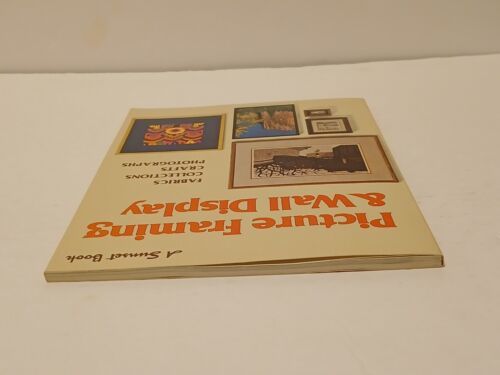 A Sunset Book
Picture Framing
& Wall Display
FABRICS
COLLECTIONS
CRAFTS
PHOTOGRAPHS